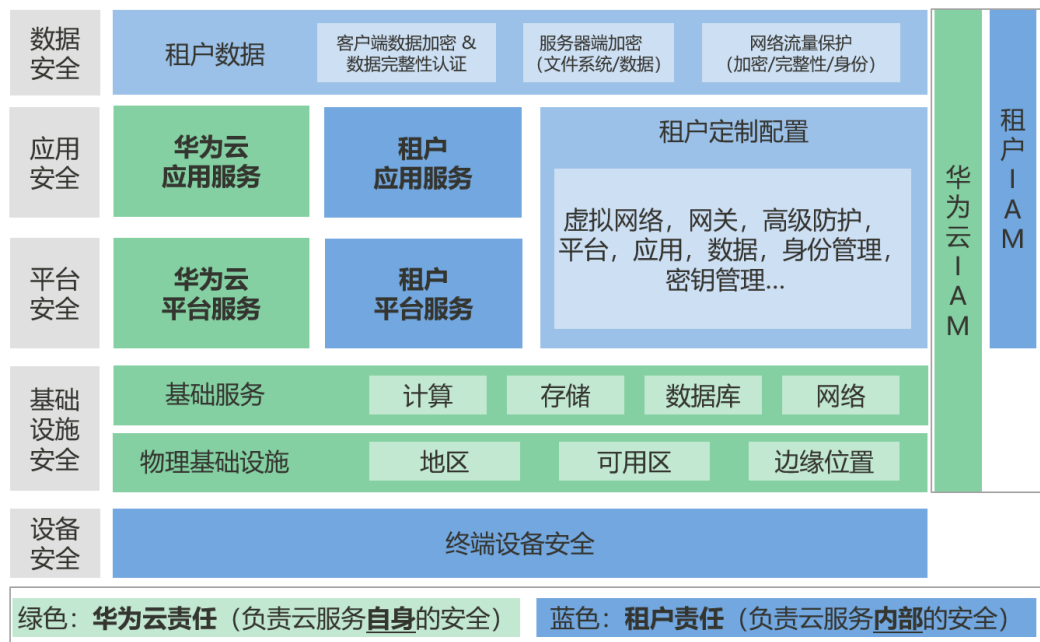 数据
安全
租户数据
客户端数据加密 &
数据完整性认证
服务器端加密
（文件系统/数据）
网络流量保护
（加密/完整性/身份）
应用
安全
华为云
应用服务
租户
应用服务
租户定制配置
虚拟网络，网关，高级防护，
平台，应用，数据，身份管理，
密钥管理...
平台
安全
华为云
平台服务
租户
平台服务
基础
设施
安全
基础服务
计算
存储
数据库
网络
物理基础设施
地区
可用区
边缘位置
设备
安全
终端设备安全
华为云IAM
租户IAM
绿色：华为云责任（负责云服务自身的安全）
蓝色：租户责任（负责云服务内部的安全）